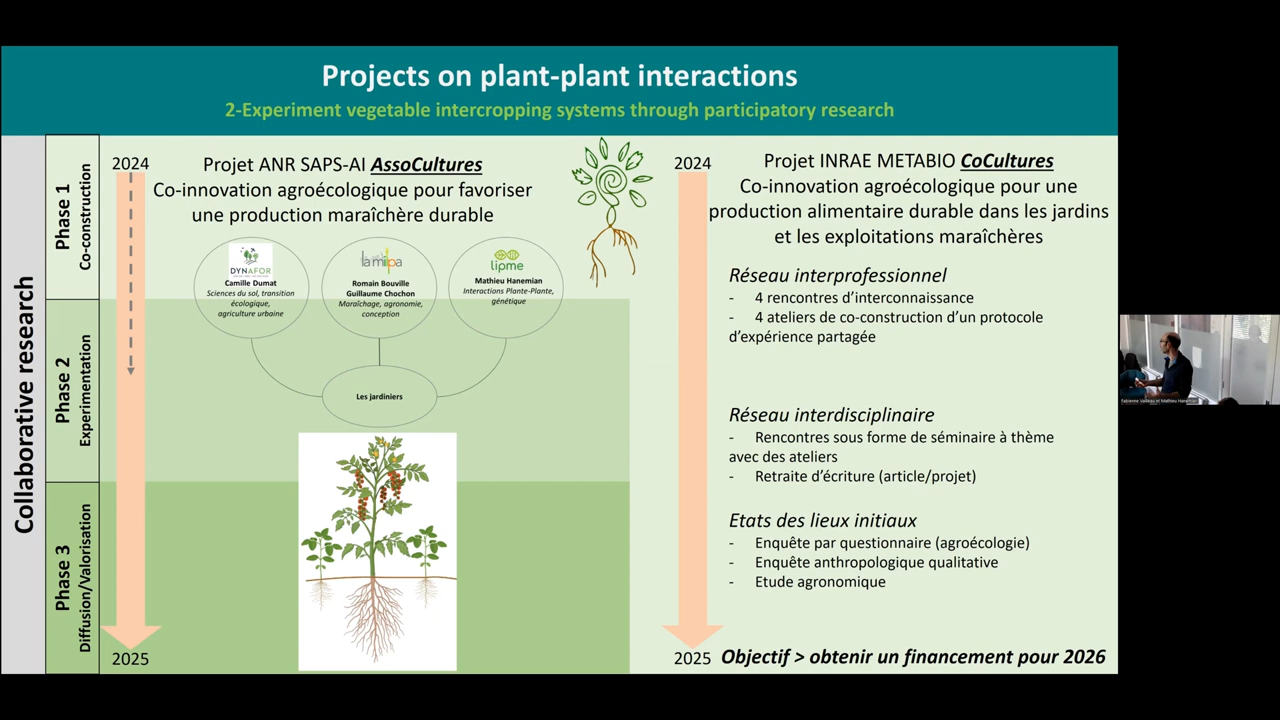 Projects on plant-plant interactions
2-Experiment vegetable intercropping systems through participatory research
Collaborative research
Phase 1
Co-construction
Phase 2
Experimentation
Phase 3
Diffusion/Valorisation
2024
Projet ANR SAPS-AI AssoCultures
Co-innovation agroécologique pour favoriser
une production maraîchère durable
DYNAFOR
Camille Dumat
Sciences du sol, transition
écologique,
agriculture urbaine
la milpa
Romain Bouville
Guillaume Chochon
Maraîchage, agronomie,
conception
lipme
Mathieu Hanemian
Interactions Plante-Plante,
génétique
Les jardiniers
2025
2024
Projet INRAE METABIO CoCultures
Co-innovation agroécologique pour une
production alimentaire durable dans les jardins
et les exploitations maraîchères
Réseau interprofessionnel
- 4 rencontres d’interconnaissance
- 4 ateliers de co-construction d’un protocole
d’expérience partagée
Réseau interdisciplinaire
- Rencontres sous forme de séminaire à thème
avec des ateliers
- Retraite d’écriture (article/projet)
Etats des lieux initiaux
- Enquête par questionnaire (agroécologie)
- Enquête anthropologique qualitative
- Etude agronomique
2025
Objectif > obtenir un financement pour 2026
Fabienne Vailleau et Mathieu Hanemian